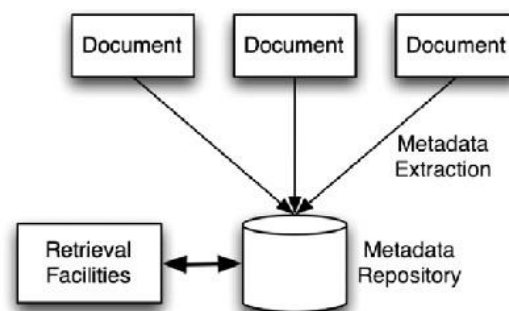 Document
Document
Document
Metadata
Extraction
Retrieval
Facilities
Metadata
Repository